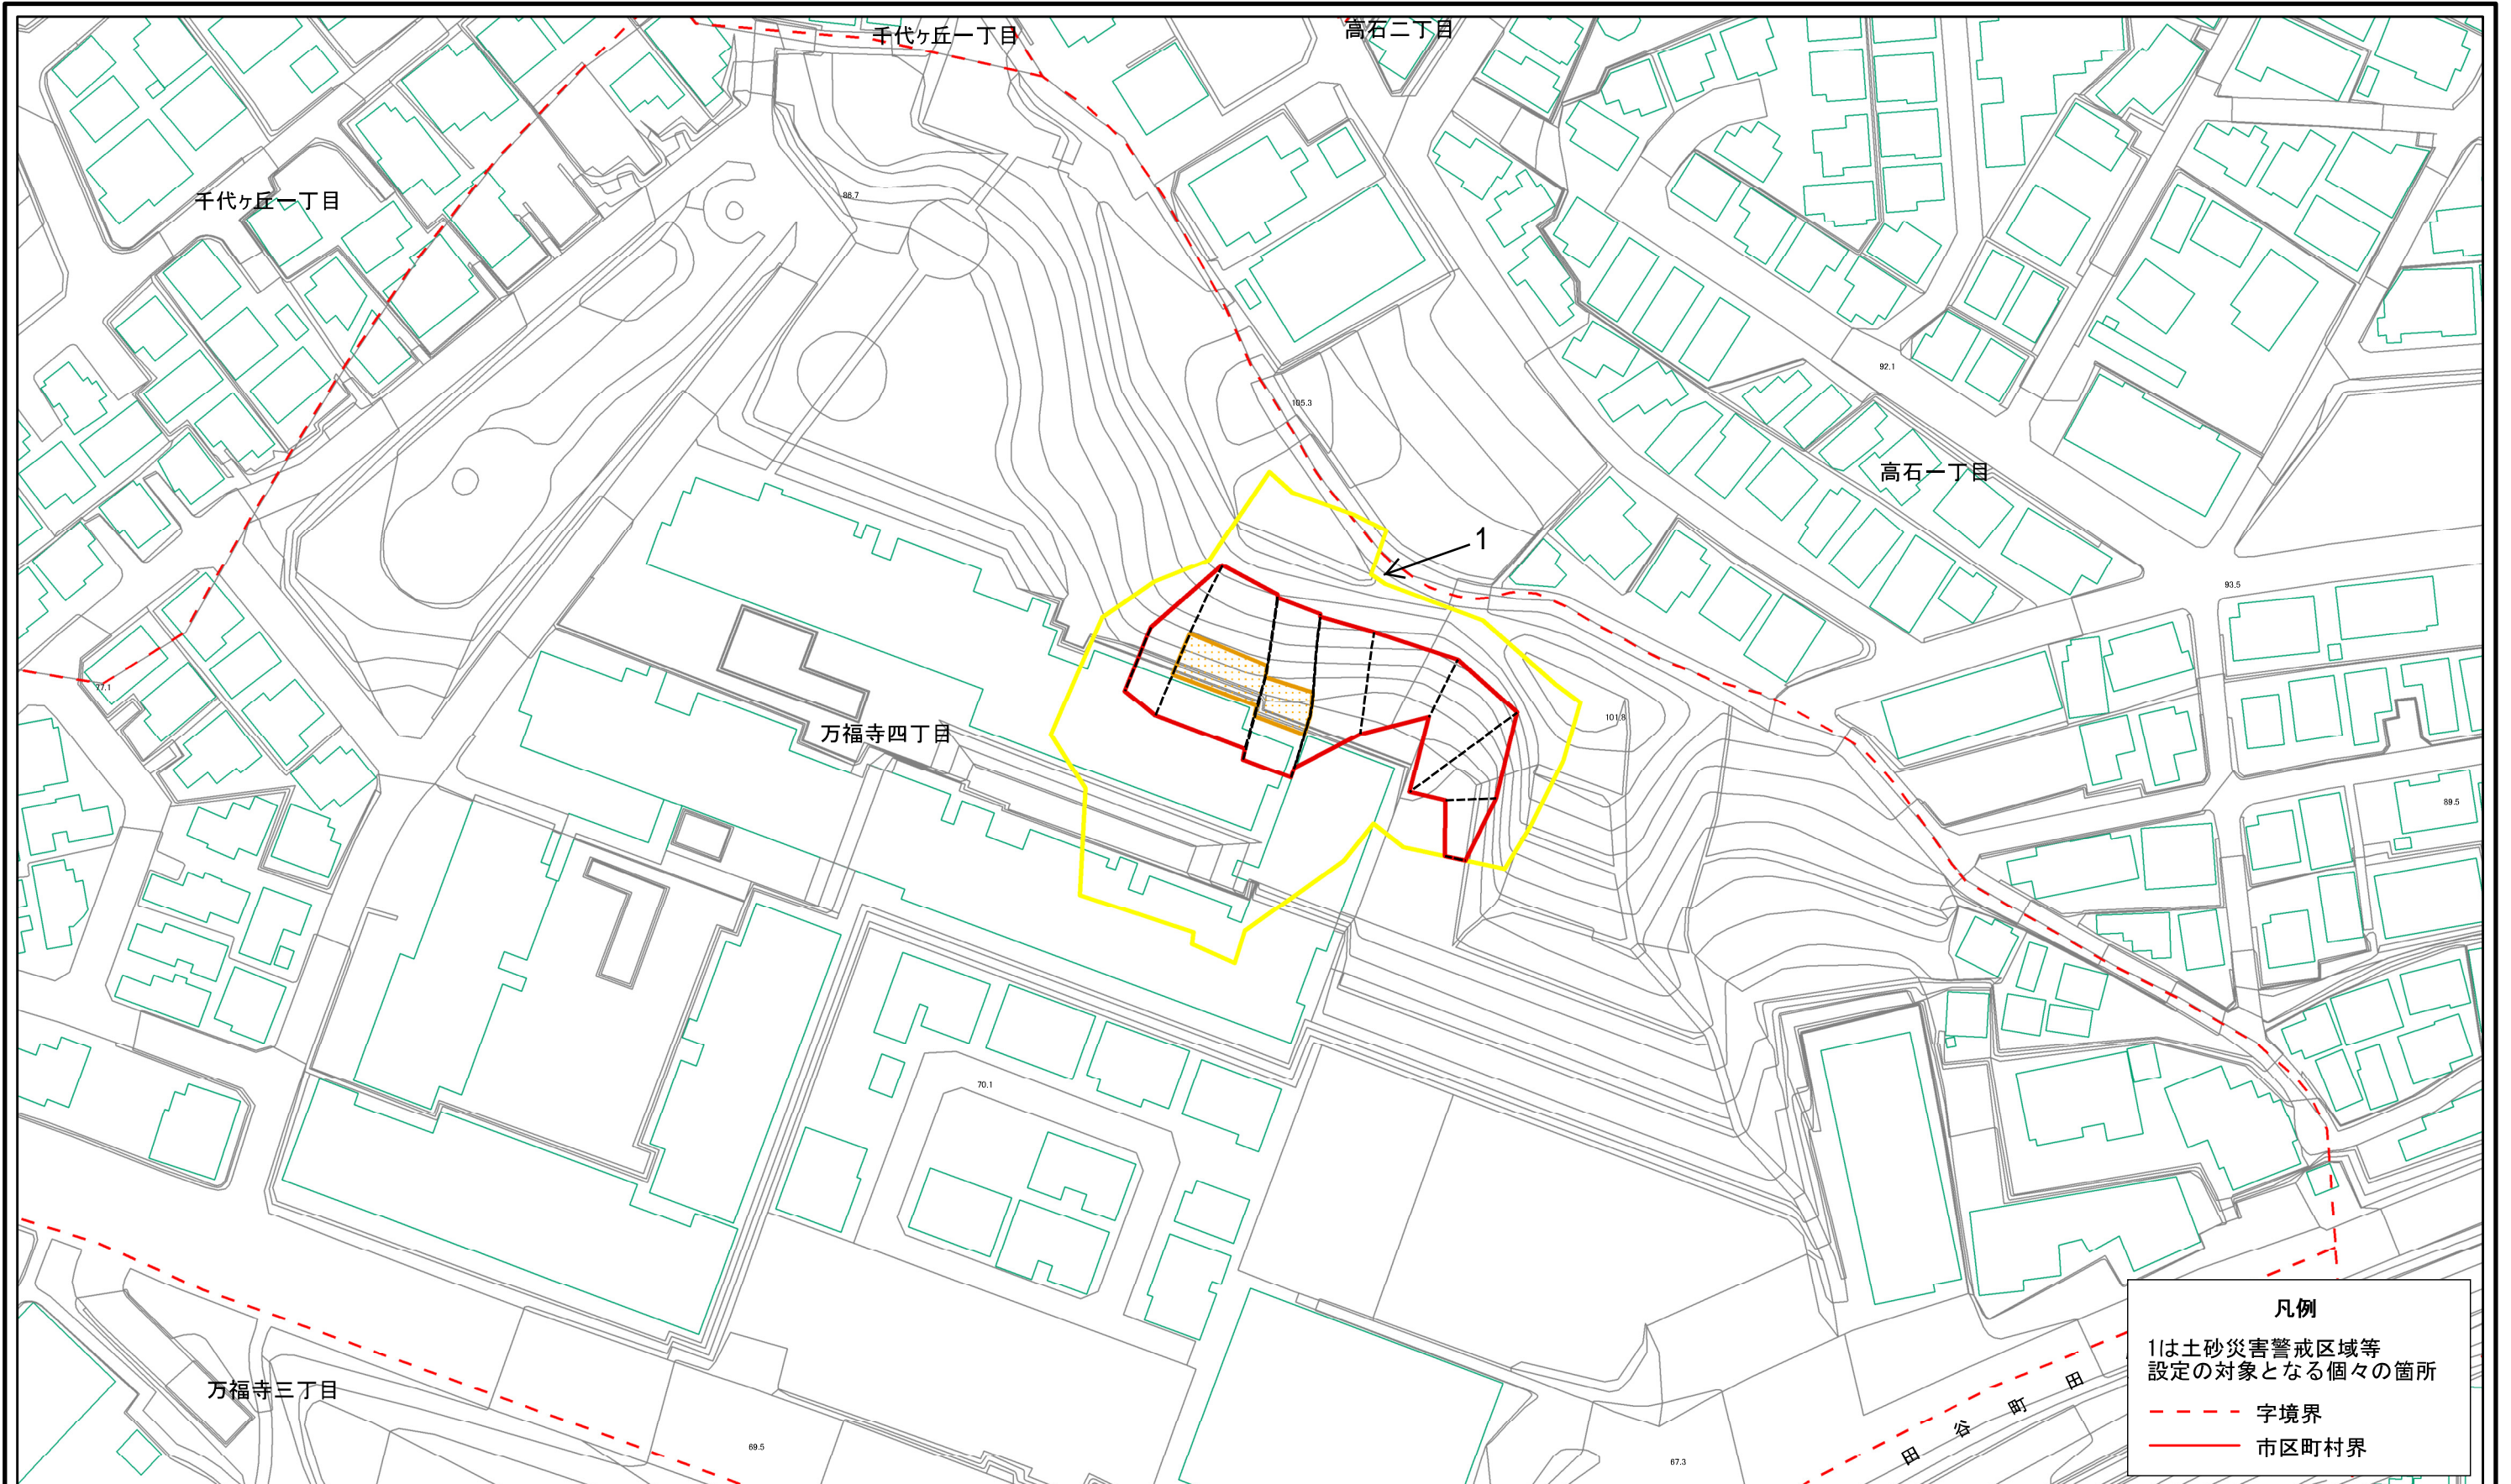 千代ヶ丘一丁目
高石二丁目
千代ヶ丘一丁目
86.7
92.1
105.3
高石一丁目
1
93.5
77.1
101.8
万福寺四丁目
89.5
70.1
万福寺三丁目
69.5
67.3
田 谷 町 田
凡例
1は土砂災害警戒区域等
設定の対象となる個々の箇所
字境界
市区町村界